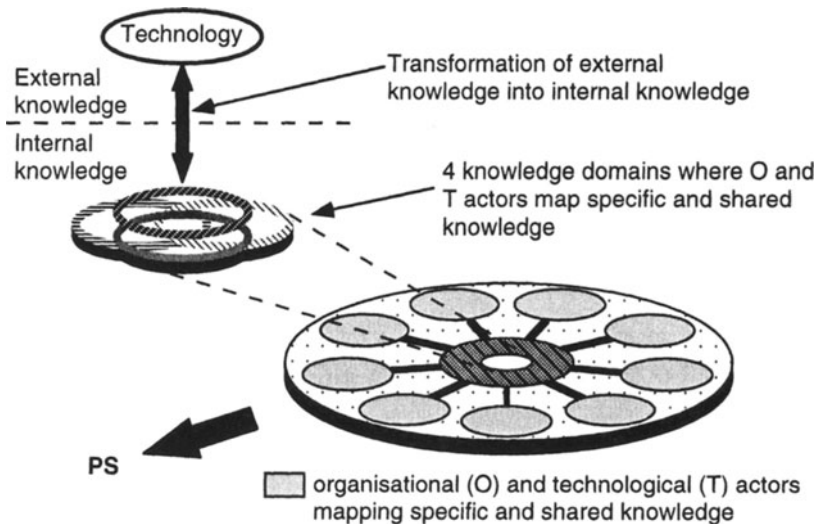 Technology
External
knowledge
Transformation of external
knowledge into internal knowledge
Internal
knowledge
4 knowledge domains where O and
T actors map specific and shared
knowledge
PS
organisational (O) and technological (T) actors
mapping specific and shared knowledge